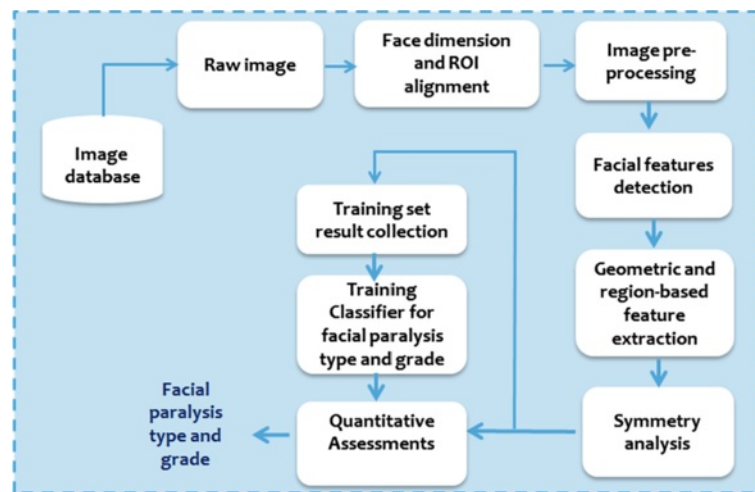 Raw image
Face dimension
and ROI
alignment
Image pre-
processing
Image
database
Facial features
detection
Training set
result collection
Geometric and
region-based
feature
extraction
Training
Classifier for
facial paralysis
type and grade
Facial
paralysis
type and
grade
Quantitative
Assessments
Symmetry
analysis